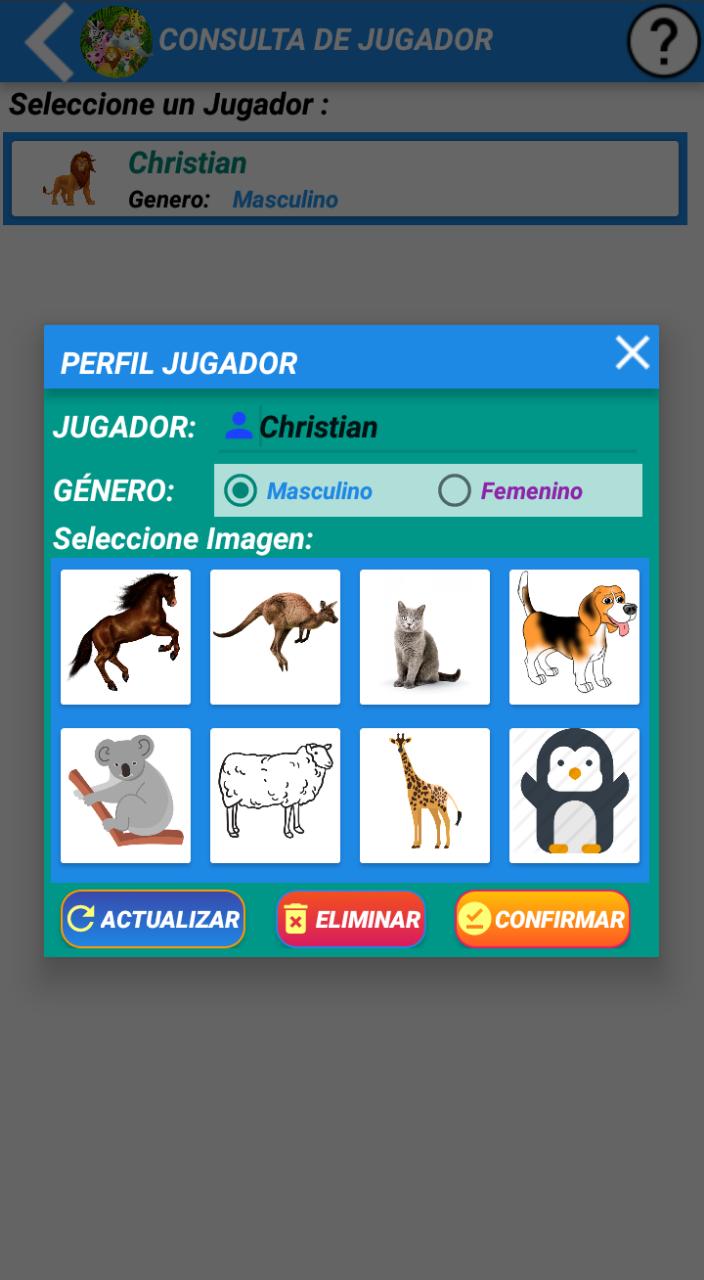 CONSULTA DE JUGADOR
?
Seleccione un Jugador :
Christian
Genero: Masculino
PERFIL JUGADOR
JUGADOR: Christian
GÉNERO: Masculino Femenino
Seleccione Imagen:
ACTUALIZAR ELIMINAR CONFIRMAR